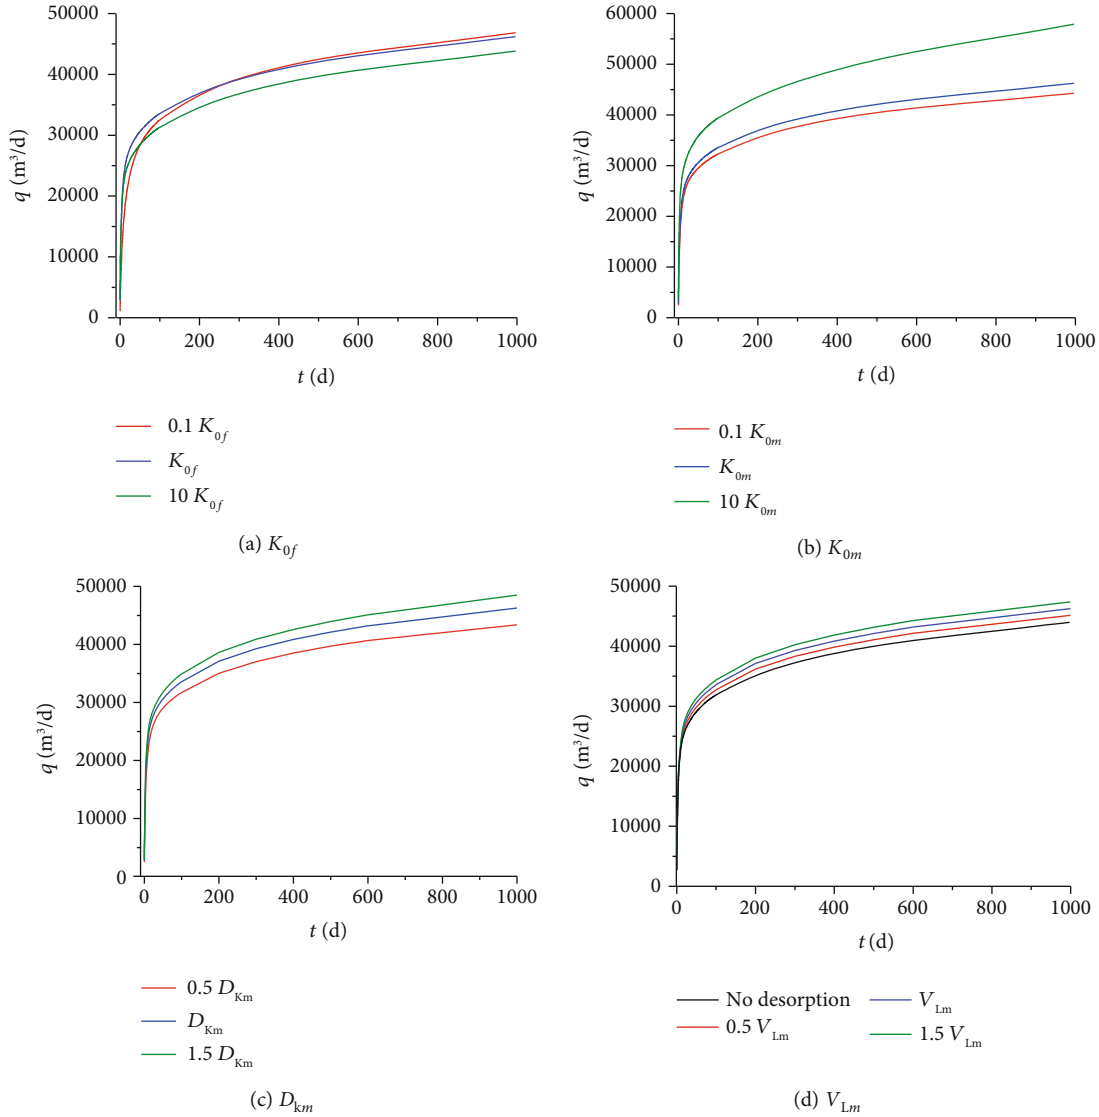 50000
40000
30000
20000
10000
0
q (m³/d)
0 200 400 600 800 1000
t (d)
0.1 K₀f
K₀f
10 K₀f
(a) K₀f
60000
50000
40000
30000
20000
10000
0
q (m³/d)
0 200 400 600 800 1000
t (d)
0.1 K₀m
K₀m
10 K₀m
(b) K₀m
50000
40000
30000
20000
10000
0
q (m³/d)
0 200 400 600 800 1000
t (d)
0.5 DKm
DKm
1.5 DKm
(c) Dkm
50000
40000
30000
20000
10000
0
q (m³/d)
0 200 400 600 800 1000
t (d)
No desorption VLm
0.5 VLm 1.5 VLm
(d) VLm